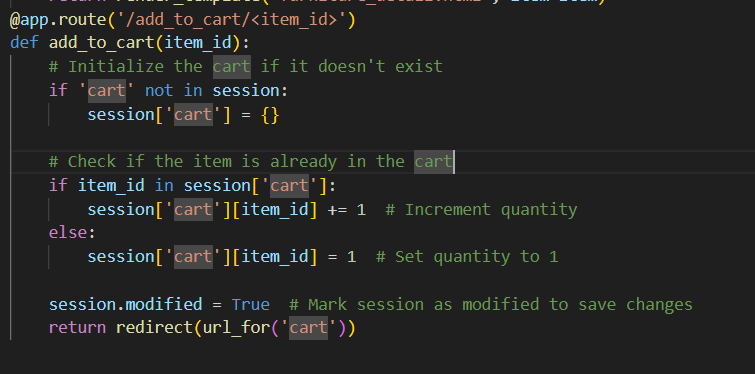 @app.route('/add_to_cart/<item_id>')
def add_to_cart(item_id):
    # Initialize the cart if it doesn't exist
    if 'cart' not in session:
        session['cart'] = {}

    # Check if the item is already in the cart
    if item_id in session['cart']:
        session['cart'][item_id] += 1  # Increment quantity
    else:
        session['cart'][item_id] = 1  # Set quantity to 1

    session.modified = True  # Mark session as modified to save changes
    return redirect(url_for('cart'))